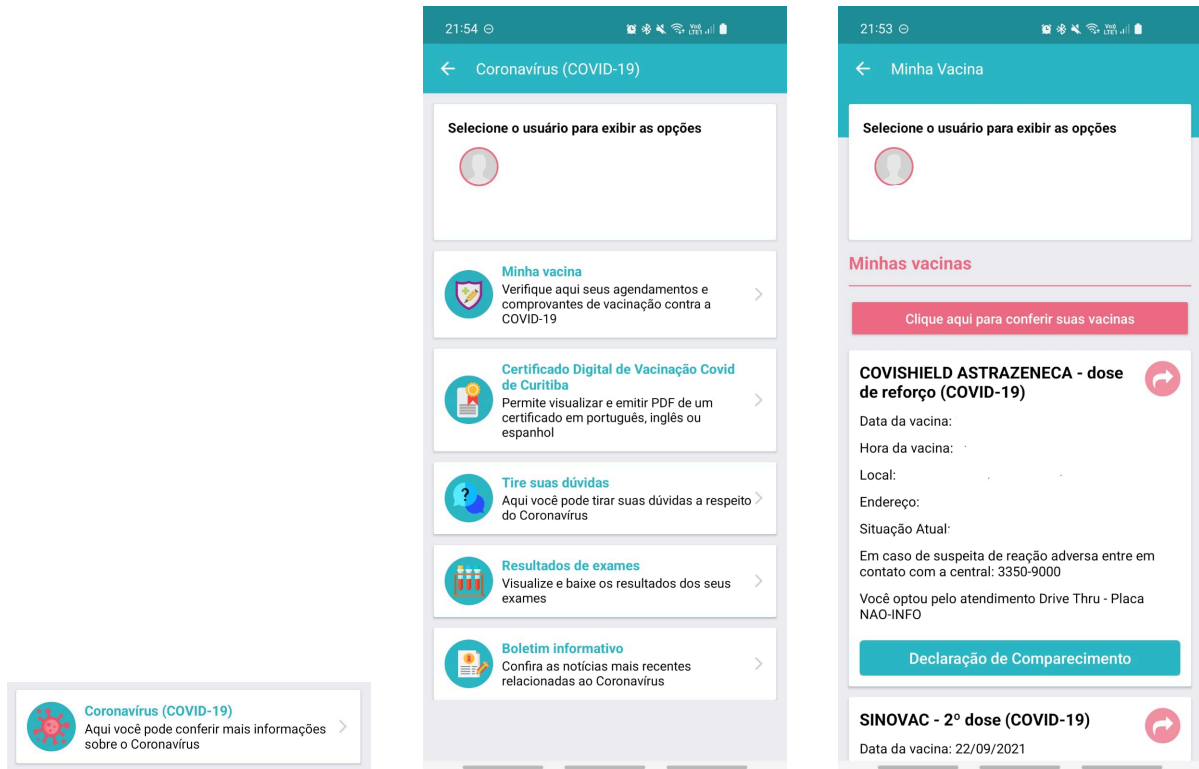 Coronavírus (COVID-19)
Aqui você pode conferir mais informações
sobre o Coronavírus
21:54
Coronavírus (COVID-19)
Selecione o usuário para exibir as opções
Minha vacina
Verifique aqui seus agendamentos e
comprovantes de vacinação contra a
COVID-19
Certificado Digital de Vacinação Covid
de Curitiba
Permite visualizar e emitir PDF de um
certificado em português, inglês ou
espanhol
Tire suas dúvidas
Aqui você pode tirar suas dúvidas a respeito
do Coronavírus
Resultados de exames
Visualize e baixe os resultados dos seus
exames
Boletim informativo
Confira as notícias mais recentes
relacionadas ao Coronavírus
21:53
Minha Vacina
Selecione o usuário para exibir as opções
Minhas vacinas
Clique aqui para conferir suas vacinas
COVISHIELD ASTRAZENECA - dose
de reforço (COVID-19)
Data da vacina:
Hora da vacina:
Local:
Endereço:
Situação Atual:
Em caso de suspeita de reação adversa entre em
contato com a central: 3350-9000
Você optou pelo atendimento Drive Thru - Placa
NAO-INFO
Declaração de Comparecimento
SINOVAC - 2º dose (COVID-19)
Data da vacina: 22/09/2021